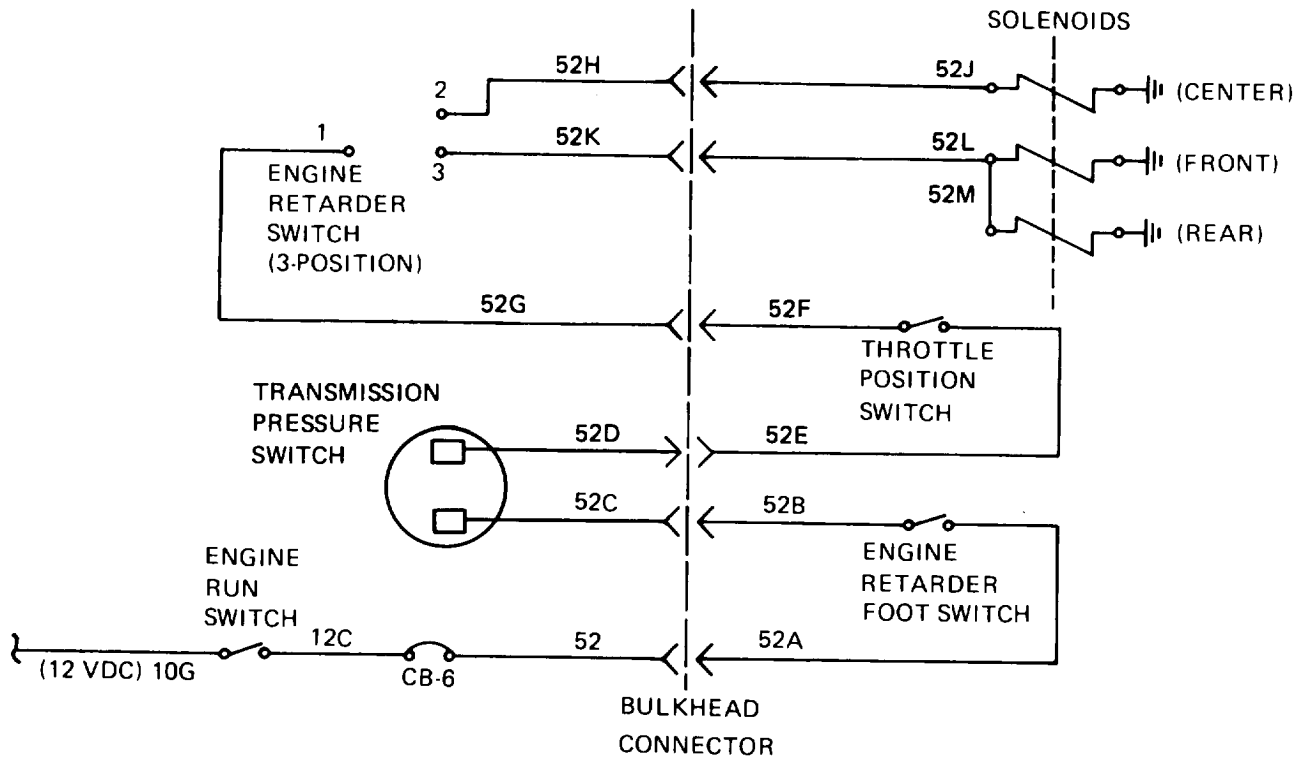 SOLENOIDS
52H
52J
(CENTER)
2
1
52K
52L
(FRONT)
3
ENGINE
RETARDER
SWITCH
(3-POSITION)
52M
(REAR)
52G
52F
THROTTLE
POSITION
SWITCH
TRANSMISSION
PRESSURE
SWITCH
52D
52E
52C
52B
ENGINE
RETARDER
FOOT SWITCH
ENGINE
RUN
SWITCH
12C
52
52A
(12 VDC) 10G
CB-6
BULKHEAD
CONNECTOR